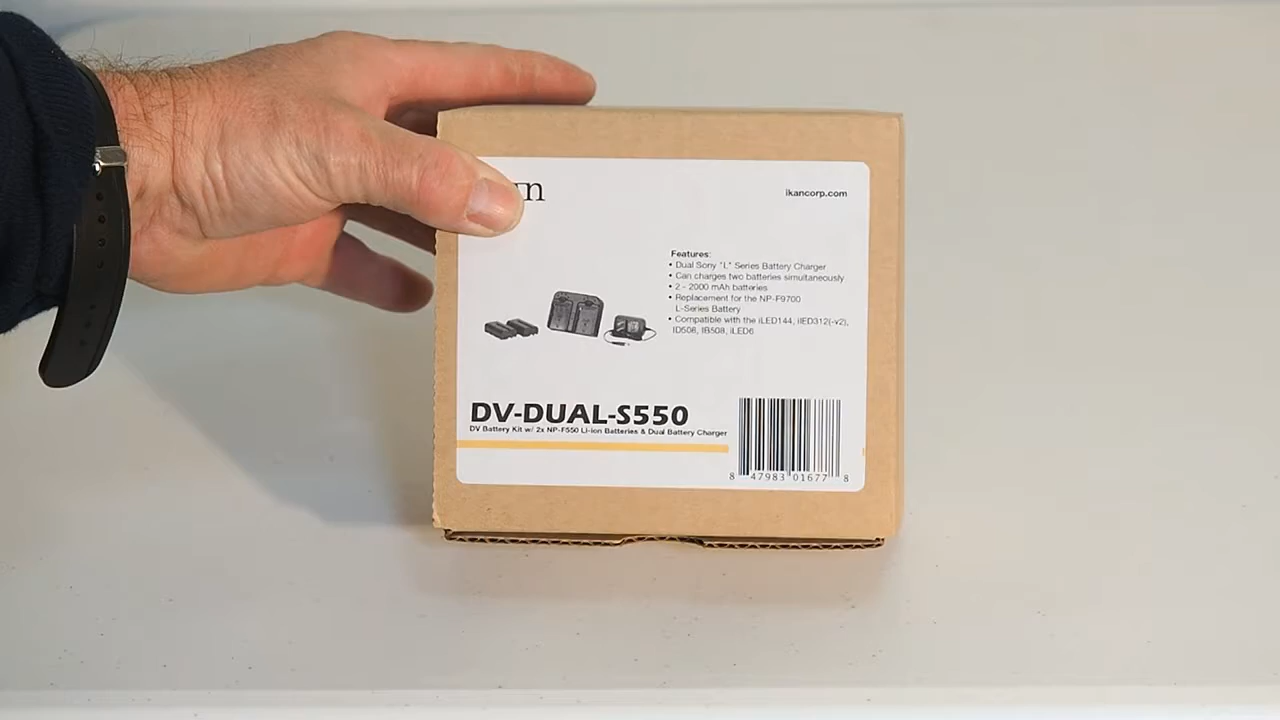 ikancorp.com
Features:
• Dual Sony "L" Series Battery Charger
• Can charges two batteries simultaneously
• 2 - 2000 mAh batteries
• Replacement for the NP-F9700
L-Series Battery
• Compatible with the iLED144, iIED312(-v2),
ID508, IB508, iLED6
DV-DUAL-S550
DV Battery Kit w/ 2x NP-F550 Li-ion Batteries & Dual Battery Charger
8 47983 01677 8